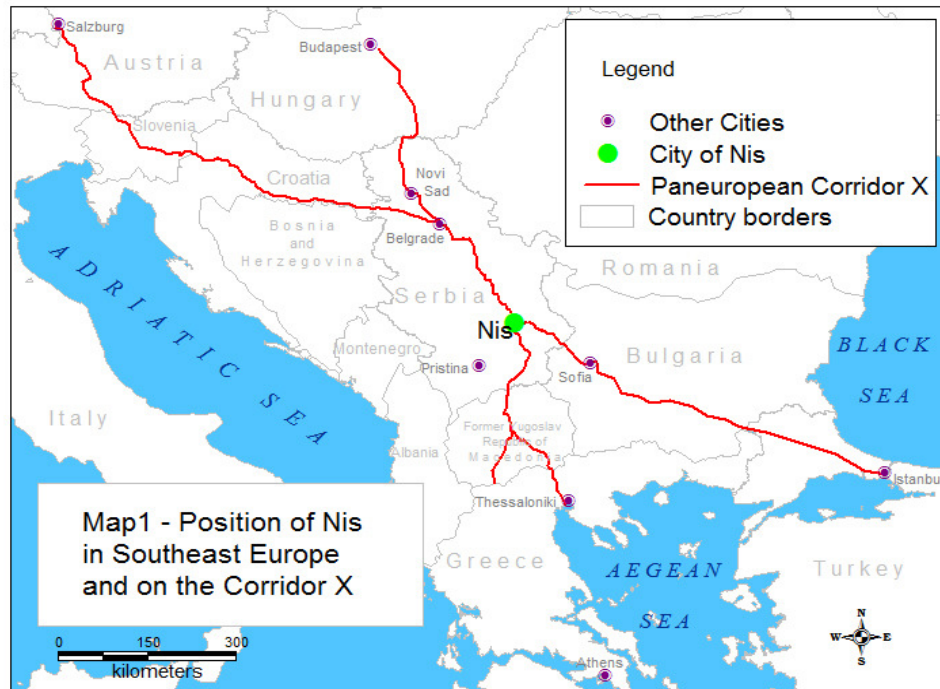 Salzburg
Austria
Budapest
Hungary
Slovenia
Croatia
Novi
Sad
Belgrade
Bosnia
and
Herzegovina
Romania
Serbia
Nis
Montenegro
Pristina
Sofia
Bulgaria
BLACK
SEA
ADRIATIC SEA
Italy
Albania
Former Yugoslav
Republic of
Macedonia
Istanbu
Thessaloniki
Greece
AEGEAN
SEA
Turkey
Athens
Legend
Other Cities
City of Nis
Paneuropean Corridor X
Country borders
Map1 - Position of Nis
in Southeast Europe
and on the Corridor X
0 150 300
kilometers
N
W E
S